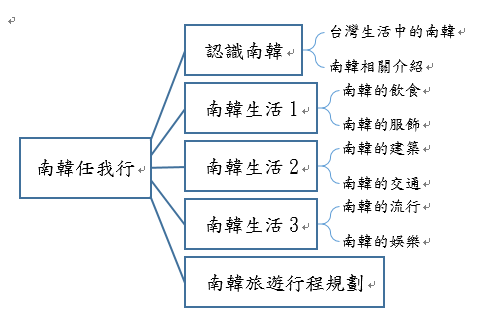 南韓任我行
認識南韓
台灣生活中的南韓
南韓相關介紹
南韓生活1
南韓的飲食
南韓的服飾
南韓生活2
南韓的建築
南韓的交通
南韓生活3
南韓的流行
南韓的娛樂
南韓旅遊行程規劃